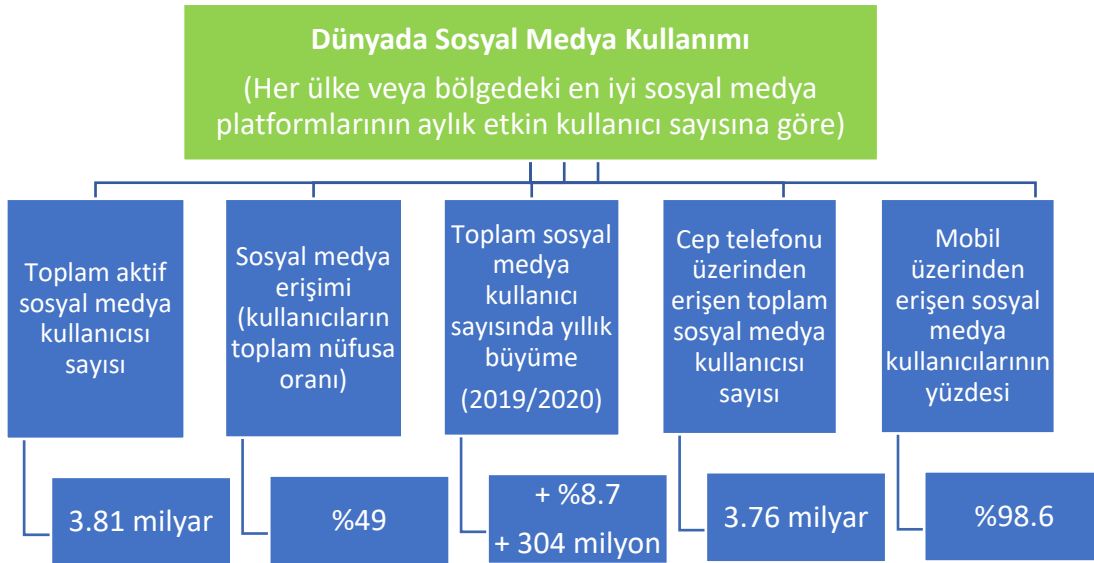 Dünyada Sosyal Medya Kullanımı
(Her ülke veya bölgedeki en iyi sosyal medya
platformlarının aylık etkin kullanıcı sayısına göre)
Toplam aktif
sosyal medya
kullanıcısı
sayısı
Sosyal medya
erişimi
(kullanıcıların
toplam nüfusa
oranı)
Toplam sosyal
medya
kullanıcı
sayısında yıllık
büyüme
(2019/2020)
Cep telefonu
üzerinden
erişen toplam
sosyal medya
kullanıcısı
sayısı
Mobil
üzerinden
erişen sosyal
medya
kullanıcılarının
yüzdesi
3.81 milyar
%49
+ %8.7
+ 304 milyon
3.76 milyar
%98.6